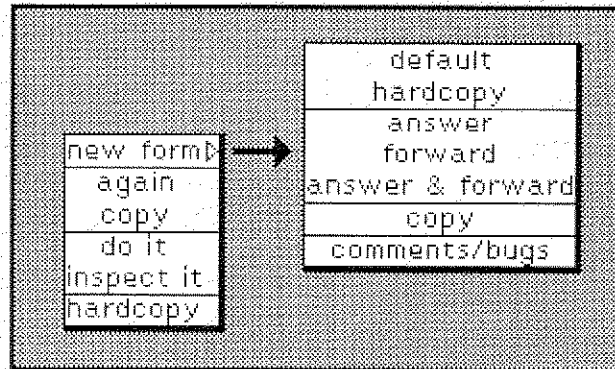 new form
again
copy
do it
inspect it
hardcopy
default
hardcopy
answer
forward
answer & forward
copy
comments/bugs